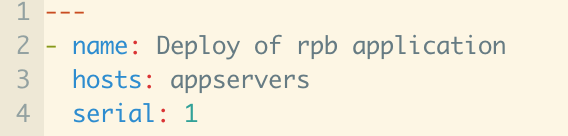 1 ---
2 - name: Deploy of rpb application
3   hosts: appservers
4   serial: 1